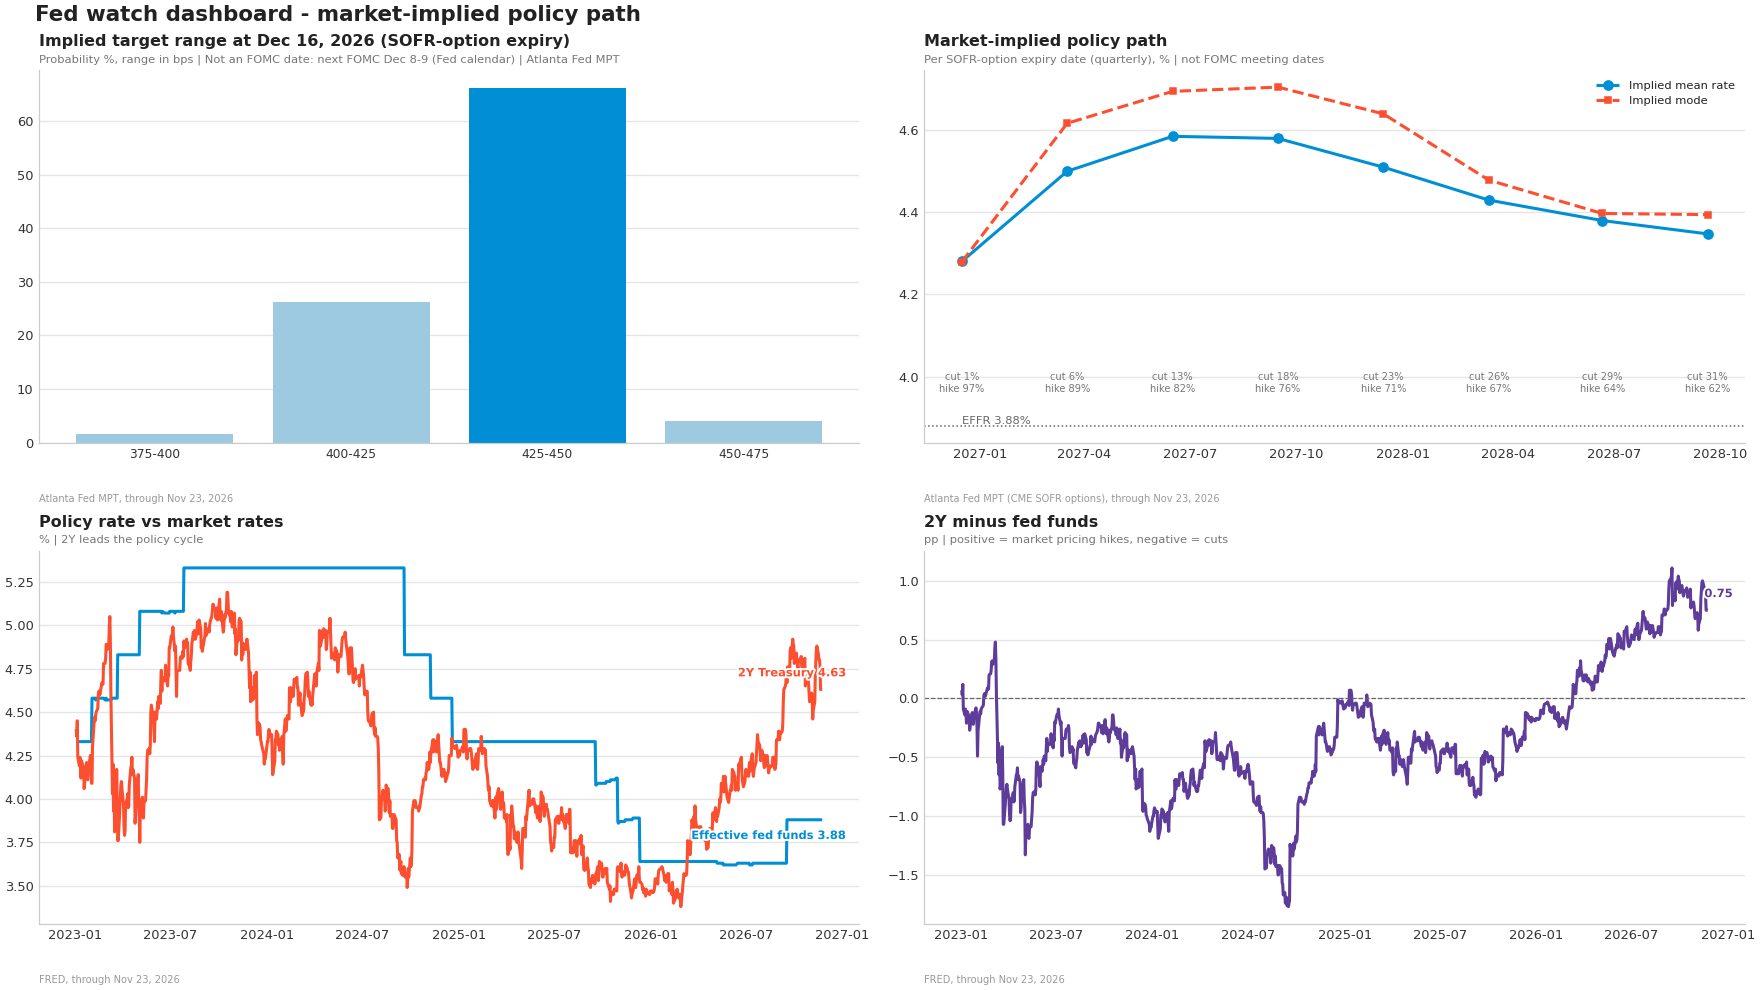 Fed watch dashboard - market-implied policy path
Implied target range at Dec 16, 2026 (SOFR-option expiry)
Probability %, range in bps | Not an FOMC date: next FOMC Dec 8-9 (Fed calendar) | Atlanta Fed MPT
60
50
40
30
20
10
0
375-400
400-425
425-450
450-475
Atlanta Fed MPT, through Nov 23, 2026
Market-implied policy path
Per SOFR-option expiry date (quarterly), % | not FOMC meeting dates
Implied mean rate
Implied mode
4.6
4.4
4.2
4.0
cut 1%
hike 97%
cut 6%
hike 89%
cut 13%
hike 82%
cut 18%
hike 76%
cut 23%
hike 71%
cut 26%
hike 67%
cut 29%
hike 64%
cut 31%
hike 62%
EFFR 3.88%
2027-01
2027-04
2027-07
2027-10
2028-01
2028-04
2028-07
2028-10
Atlanta Fed MPT (CME SOFR options), through Nov 23, 2026
Policy rate vs market rates
% | 2Y leads the policy cycle
5.25
5.00
4.75
4.50
4.25
4.00
3.75
3.50
2Y Treasury 4.63
Effective fed funds 3.88
2023-01
2023-07
2024-01
2024-07
2025-01
2025-07
2026-01
2026-07
2027-01
FRED, through Nov 23, 2026
2Y minus fed funds
pp | positive = market pricing hikes, negative = cuts
1.0
0.5
0.0
−0.5
−1.0
−1.5
0.75
2023-01
2023-07
2024-01
2024-07
2025-01
2025-07
2026-01
2026-07
2027-01
FRED, through Nov 23, 2026